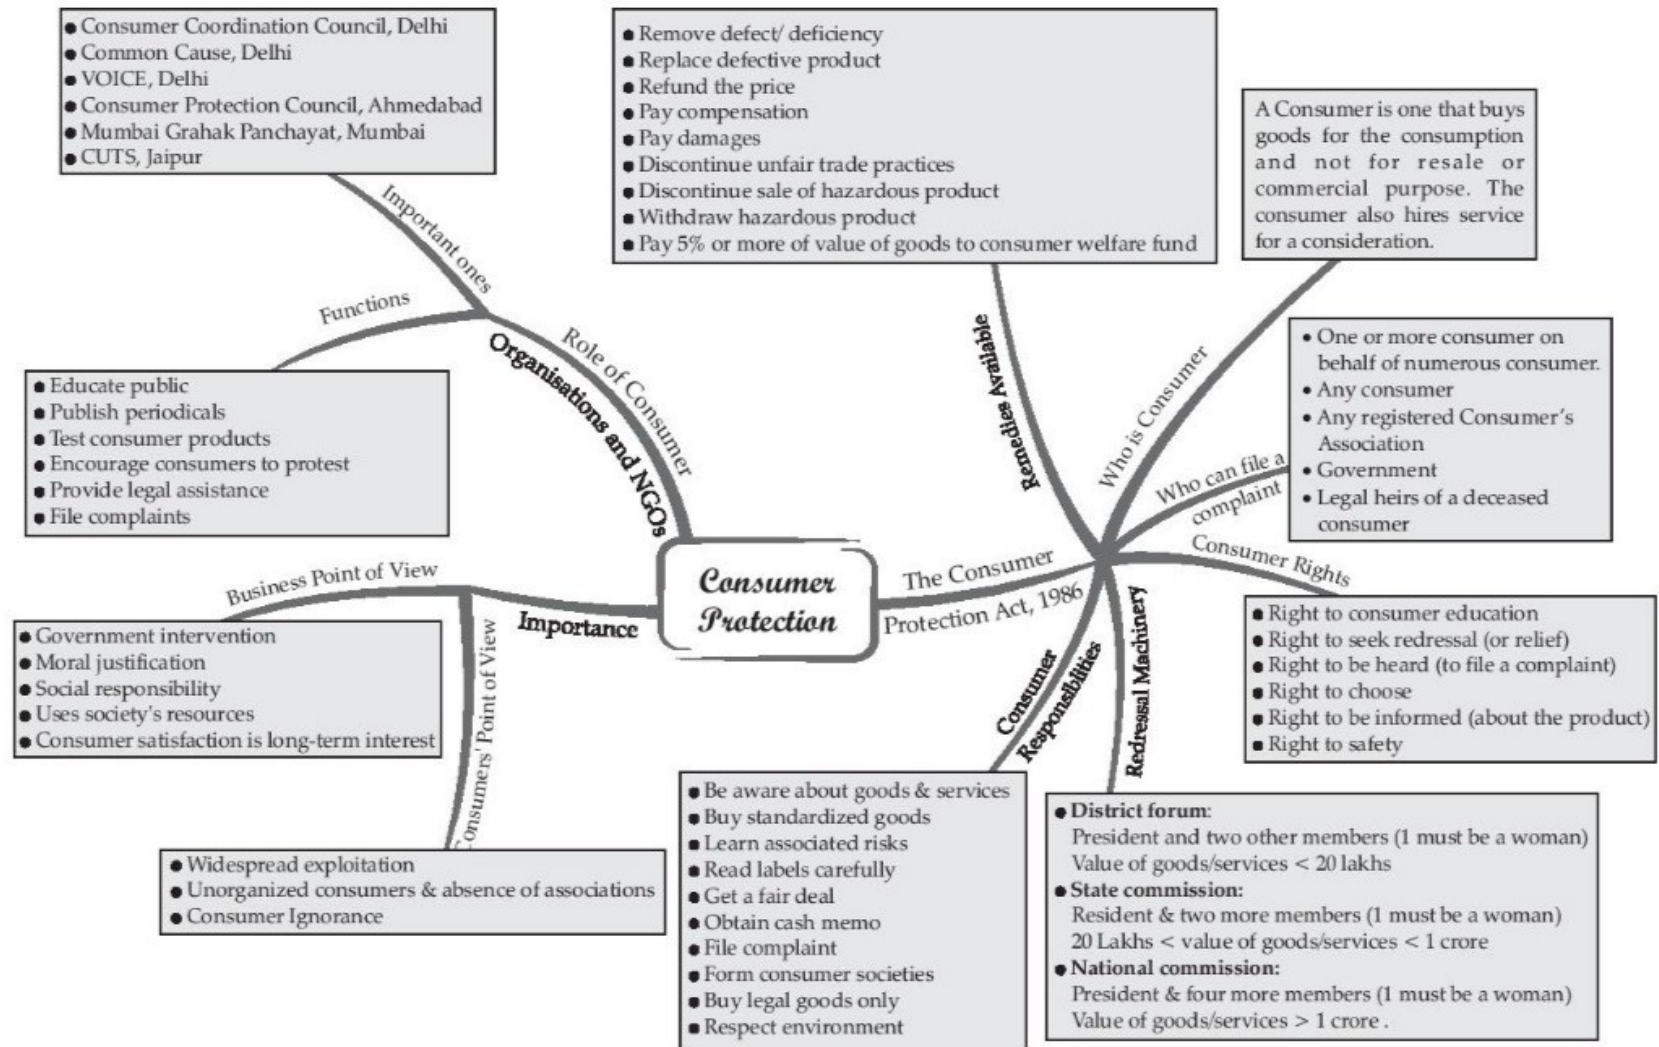 Consumer Protection
Role of Consumer
Organisations and NGOs
Important ones
● Consumer Coordination Council, Delhi
● Common Cause, Delhi
● VOICE, Delhi
● Consumer Protection Council, Ahmedabad
● Mumbai Grahak Panchayat, Mumbai
● CUTS, Jaipur
Functions
● Educate public
● Publish periodicals
● Test consumer products
● Encourage consumers to protest
● Provide legal assistance
● File complaints
Importance
Business Point of View
● Government intervention
● Moral justification
● Social responsibility
● Uses society's resources
● Consumer satisfaction is long-term interest
Consumers' Point of View
● Widespread exploitation
● Unorganized consumers & absence of associations
● Consumer Ignorance
The Consumer
Protection Act, 1986
Remedies Available
● Remove defect/ deficiency
● Replace defective product
● Refund the price
● Pay compensation
● Pay damages
● Discontinue unfair trade practices
● Discontinue sale of hazardous product
● Withdraw hazardous product
● Pay 5% or more of value of goods to consumer welfare fund
Who is Consumer
A Consumer is one that buys
goods for the consumption
and not for resale or
commercial purpose. The
consumer also hires service
for a consideration.
Who can file a
complaint
• One or more consumer on
behalf of numerous consumer.
• Any consumer
• Any registered Consumer's
Association
• Government
• Legal heirs of a deceased
consumer
Consumer Rights
● Right to consumer education
● Right to seek redressal (or relief)
● Right to be heard (to file a complaint)
● Right to choose
● Right to be informed (about the product)
● Right to safety
Redressal Machinery
● District forum:
President and two other members (1 must be a woman)
Value of goods/services < 20 lakhs
● State commission:
Resident & two more members (1 must be a woman)
20 Lakhs < value of goods/services < 1 crore
● National commission:
President & four more members (1 must be a woman)
Value of goods/services > 1 crore .
Consumer
Responsiblities
● Be aware about goods & services
● Buy standardized goods
● Learn associated risks
● Read labels carefully
● Get a fair deal
● Obtain cash memo
● File complaint
● Form consumer societies
● Buy legal goods only
● Respect environment